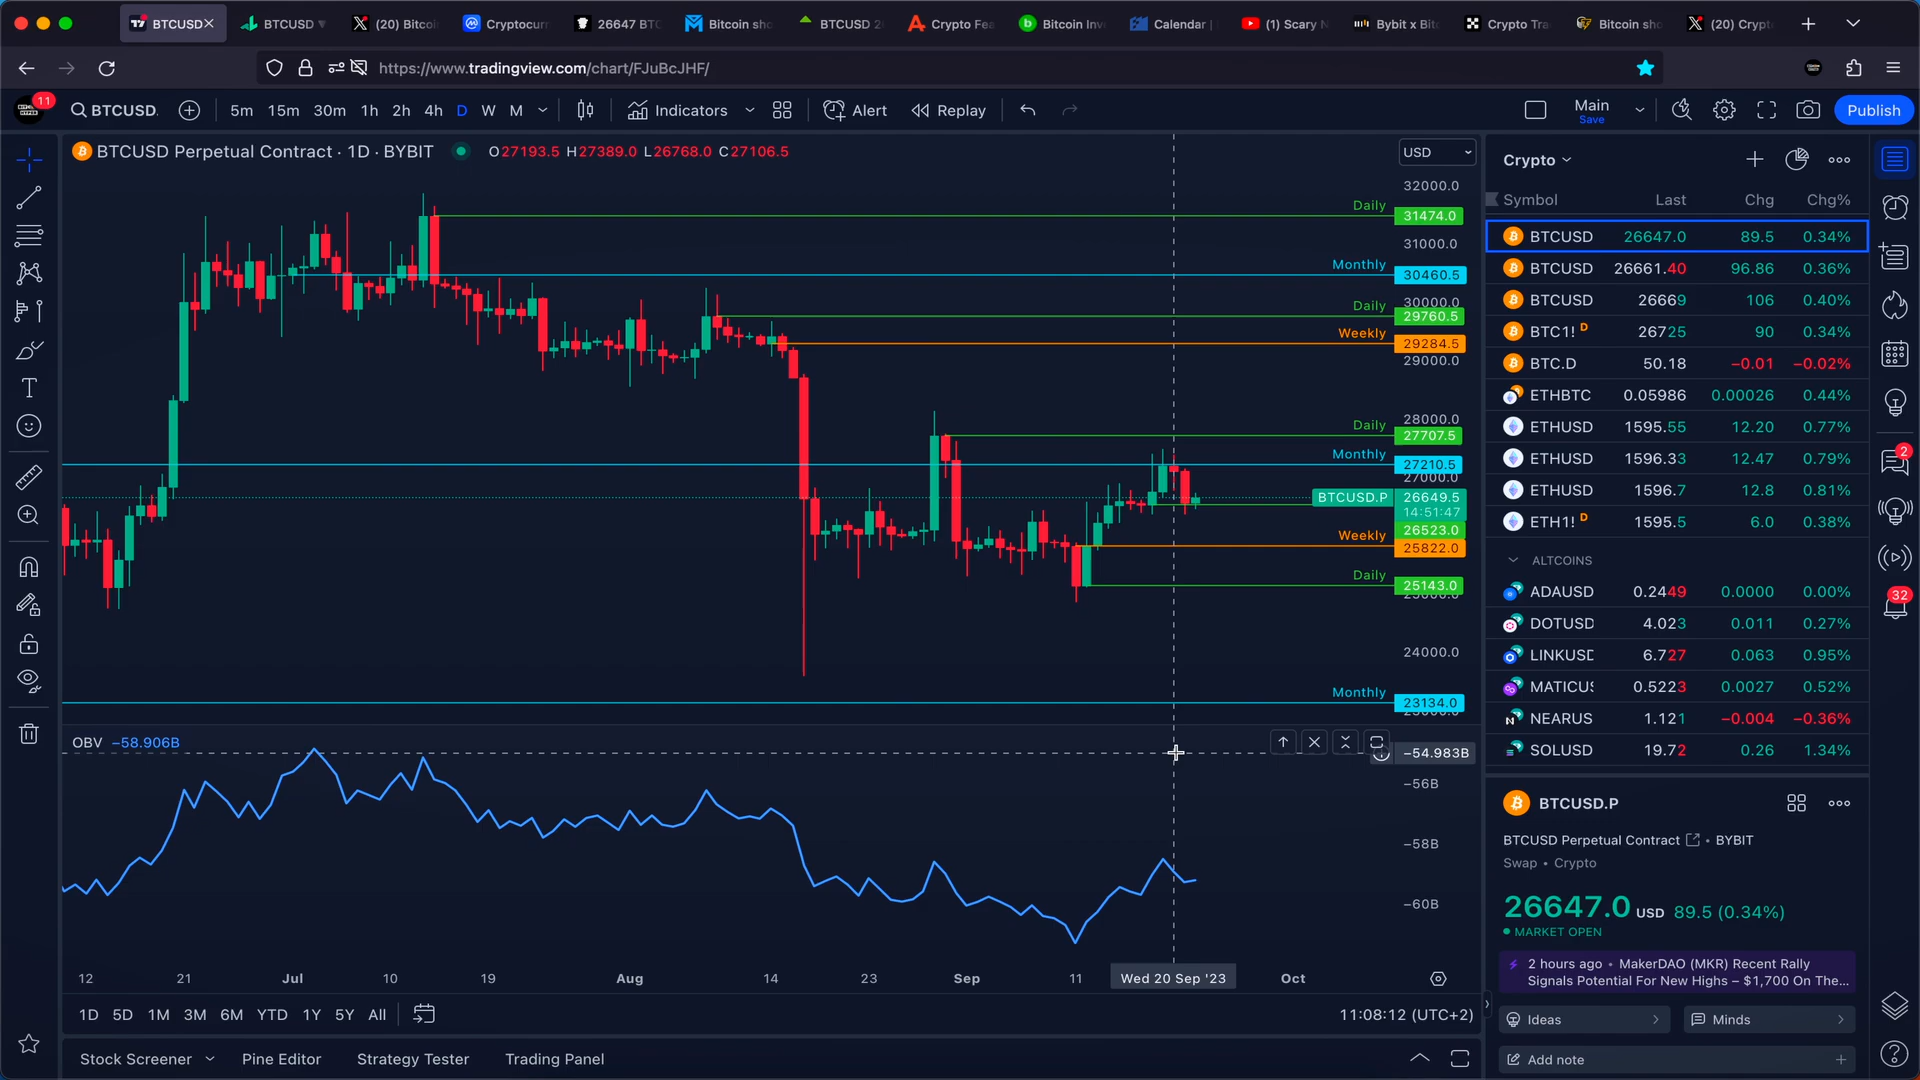 BTCUSD
BTCUSD
(20) Bitcoi
Cryptocur
26647 BTC
Bitcoin sho
BTCUSD 2
Crypto Fea
Bitcoin Inv
Calendar |
(1) Scary N
Bybit x Bit
Crypto Tra
Bitcoin sho
(20) Crypt
https://www.tradingview.com/chart/FJuBcJHF/
11
BTCUSD.
5m 15m 30m 1h 2h 4h D W M
Indicators
Alert
Replay
Main
Save
Publish
BTCUSD Perpetual Contract · 1D · BYBIT
O27193.5 H27389.0 L26768.0 C27106.5
USD
32000.0
Daily 31474.0
31000.0
Monthly 30460.5
30000.0
Daily 29760.5
Weekly 29284.5
29000.0
28000.0
Daily 27707.5
Monthly 27210.5
27000.0
BTCUSD.P 26649.5
14:51:47
26523.0
Weekly 25822.0
Daily 25143.0
24000.0
Monthly 23134.0
OBV −58.906B
−54.983B
−56B
−58B
−60B
12 21 Jul 10 19 Aug 14 23 Sep 11 Wed 20 Sep '23 Oct
1D 5D 1M 3M 6M YTD 1Y 5Y All
11:08:12 (UTC+2)
Stock Screener
Pine Editor
Strategy Tester
Trading Panel
Crypto
Symbol Last Chg Chg%
BTCUSD 26647.0 89.5 0.34%
BTCUSD 26661.40 96.86 0.36%
BTCUSD 26669 106 0.40%
BTC1! D 26725 90 0.34%
BTC.D 50.18 −0.01 −0.02%
ETHBTC 0.05986 0.00026 0.44%
ETHUSD 1595.55 12.20 0.77%
ETHUSD 1596.33 12.47 0.79%
ETHUSD 1596.7 12.8 0.81%
ETH1! D 1595.5 6.0 0.38%
ALTCOINS
ADAUSD 0.2449 0.0000 0.00%
DOTUSD 4.023 0.011 0.27%
LINKUSD 6.727 0.063 0.95%
MATICUS 0.5223 0.0027 0.52%
NEARUS 1.121 −0.004 −0.36%
SOLUSD 19.72 0.26 1.34%
BTCUSD.P
BTCUSD Perpetual Contract • BYBIT
Swap • Crypto
26647.0 USD 89.5 (0.34%)
MARKET OPEN
2 hours ago • MakerDAO (MKR) Recent Rally
Signals Potential For New Highs – $1,700 On The...
Ideas
Minds
Add note
2
32